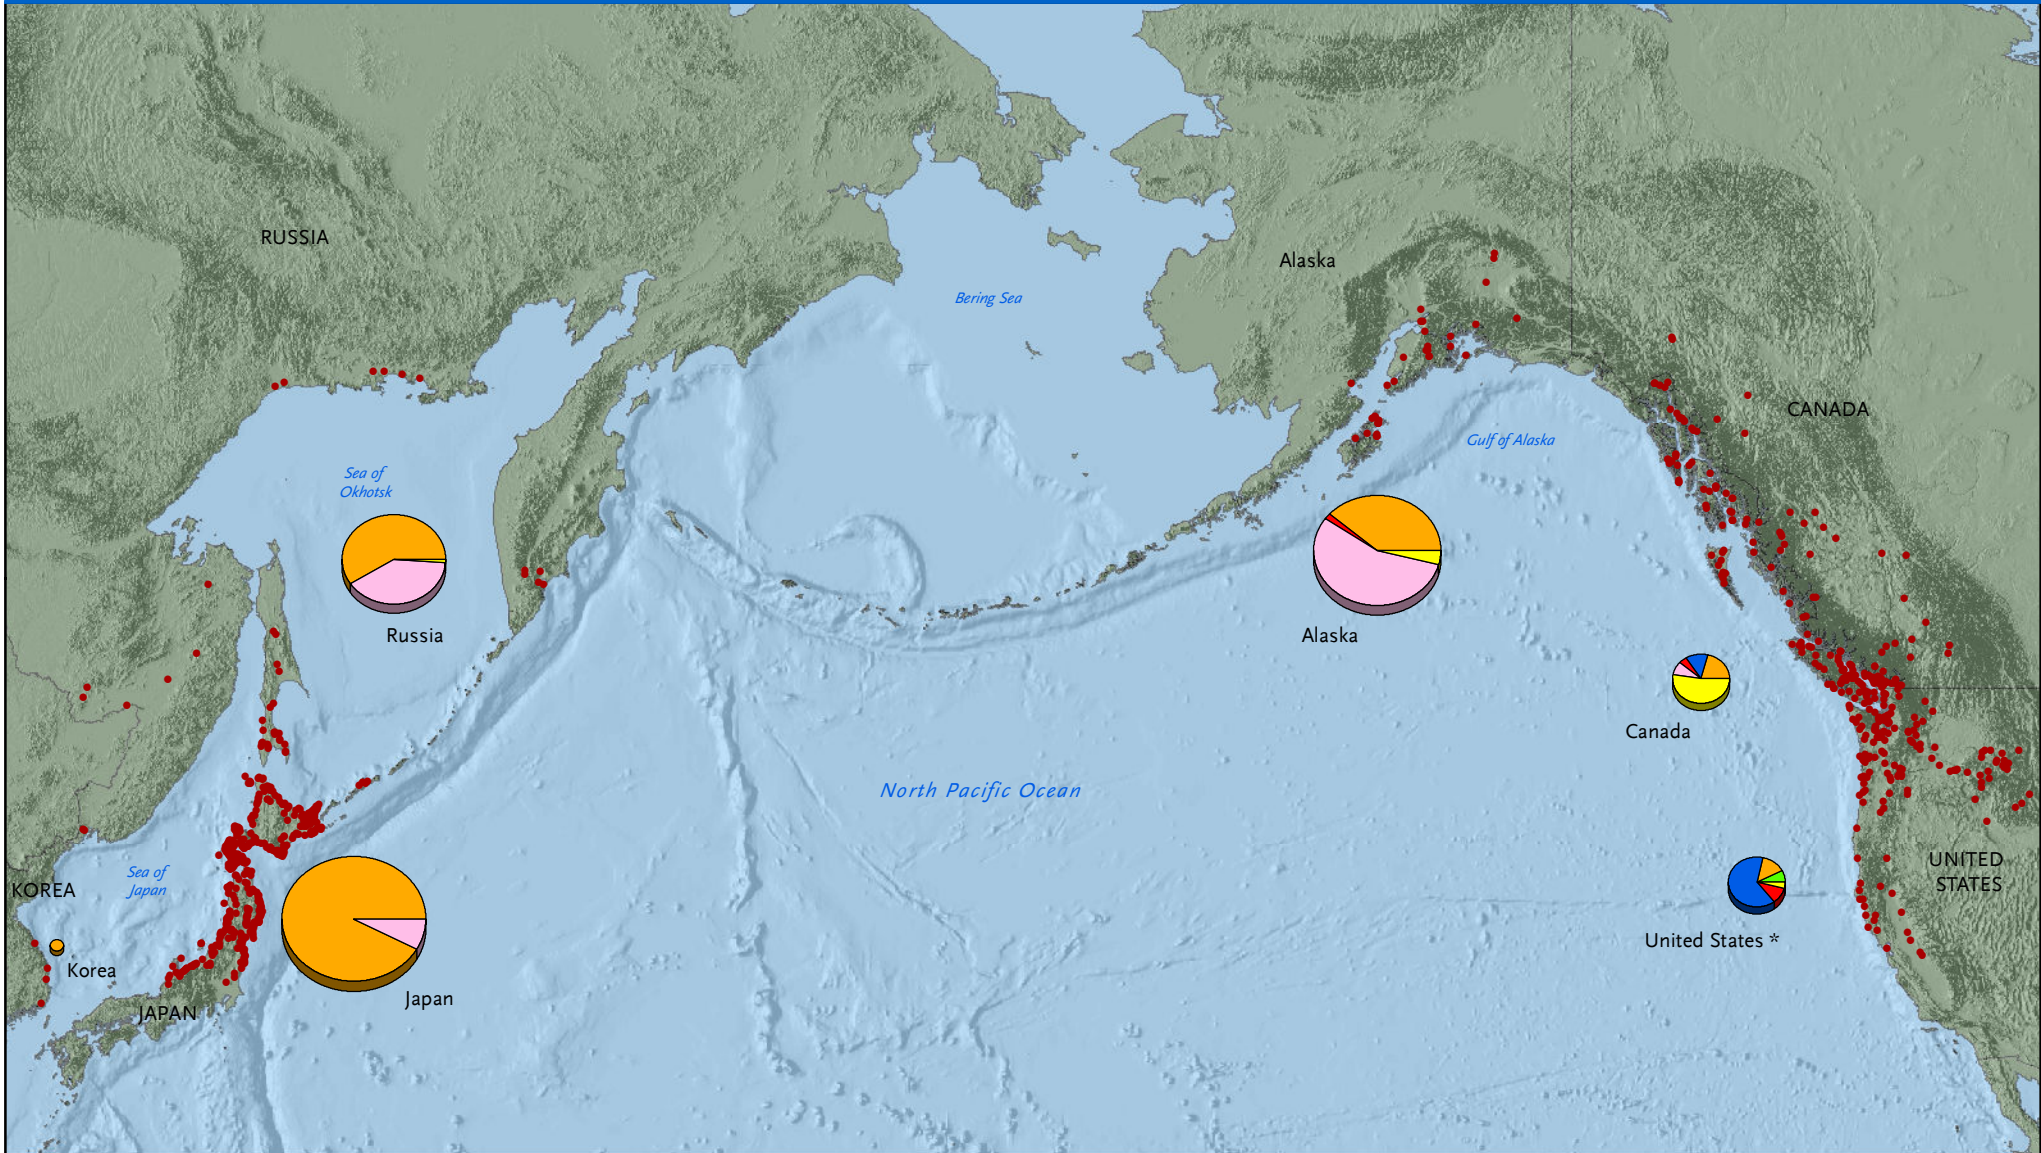 RUSSIA
Alaska
Bering Sea
CANADA
Gulf of Alaska
Sea of
Okhotsk
Russia
Alaska
Canada
North Pacific Ocean
Sea of
Japan
KOREA
UNITED
STATES
United States *
Korea
Japan
JAPAN